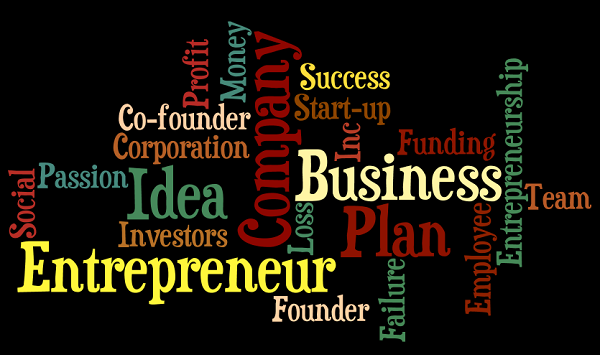 Profit
Money
Company
Success
Start-up
Co-founder
Corporation
Inc
Funding
Entrepreneurship
Social
Passion
Idea
Business
Team
Investors
Loss
Plan
Employee
Entrepreneur
Founder
Failure